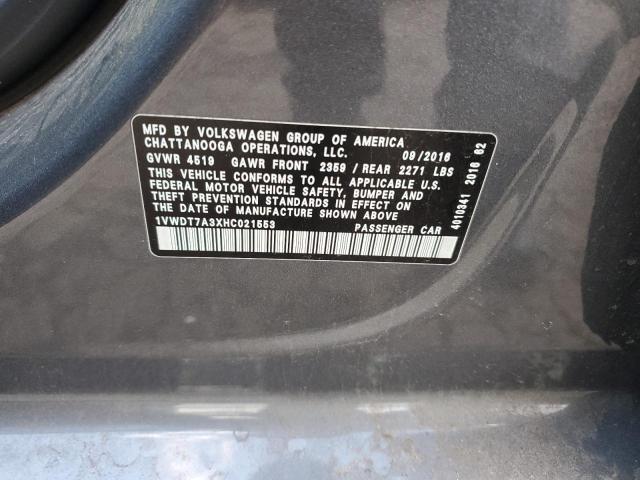 MFD BY VOLKSWAGEN GROUP OF AMERICA
CHATTANOOGA OPERATIONS, LLC. 09/2016
GVWR 4519 GAWR FRONT 2359 / REAR 2271 LBS
THIS VEHICLE CONFORMS TO ALL APPLICABLE U.S.
FEDERAL MOTOR VEHICLE SAFETY, BUMPER AND
THEFT PREVENTION STANDARDS IN EFFECT ON
THE DATE OF MANUFACTURE SHOWN ABOVE
1VWDT7A3XHC021553 PASSENGER CAR
4010341 2016 62